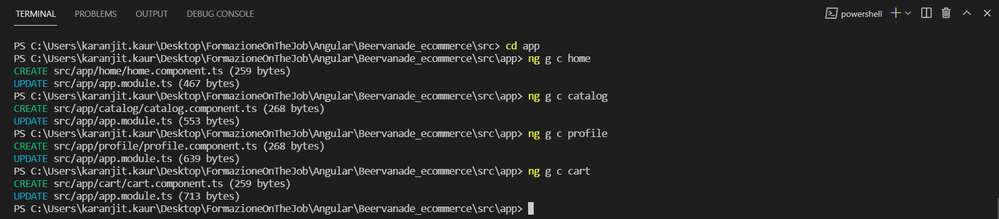 TERMINAL PROBLEMS OUTPUT DEBUG CONSOLE powershell
PS C:\Users\karanjit.kaur\Desktop\FormazioneOnTheJob\Angular\Beervanade_ecommerce\src> cd app
PS C:\Users\karanjit.kaur\Desktop\FormazioneOnTheJob\Angular\Beervanade_ecommerce\src\app> ng g c home
CREATE src/app/home/home.component.ts (259 bytes)
UPDATE src/app/app.module.ts (467 bytes)
PS C:\Users\karanjit.kaur\Desktop\FormazioneOnTheJob\Angular\Beervanade_ecommerce\src\app> ng g c catalog
CREATE src/app/catalog/catalog.component.ts (268 bytes)
UPDATE src/app/app.module.ts (553 bytes)
PS C:\Users\karanjit.kaur\Desktop\FormazioneOnTheJob\Angular\Beervanade_ecommerce\src\app> ng g c profile
CREATE src/app/profile/profile.component.ts (268 bytes)
UPDATE src/app/app.module.ts (639 bytes)
PS C:\Users\karanjit.kaur\Desktop\FormazioneOnTheJob\Angular\Beervanade_ecommerce\src\app> ng g c cart
CREATE src/app/cart/cart.component.ts (259 bytes)
UPDATE src/app/app.module.ts (713 bytes)
PS C:\Users\karanjit.kaur\Desktop\FormazioneOnTheJob\Angular\Beervanade_ecommerce\src\app>